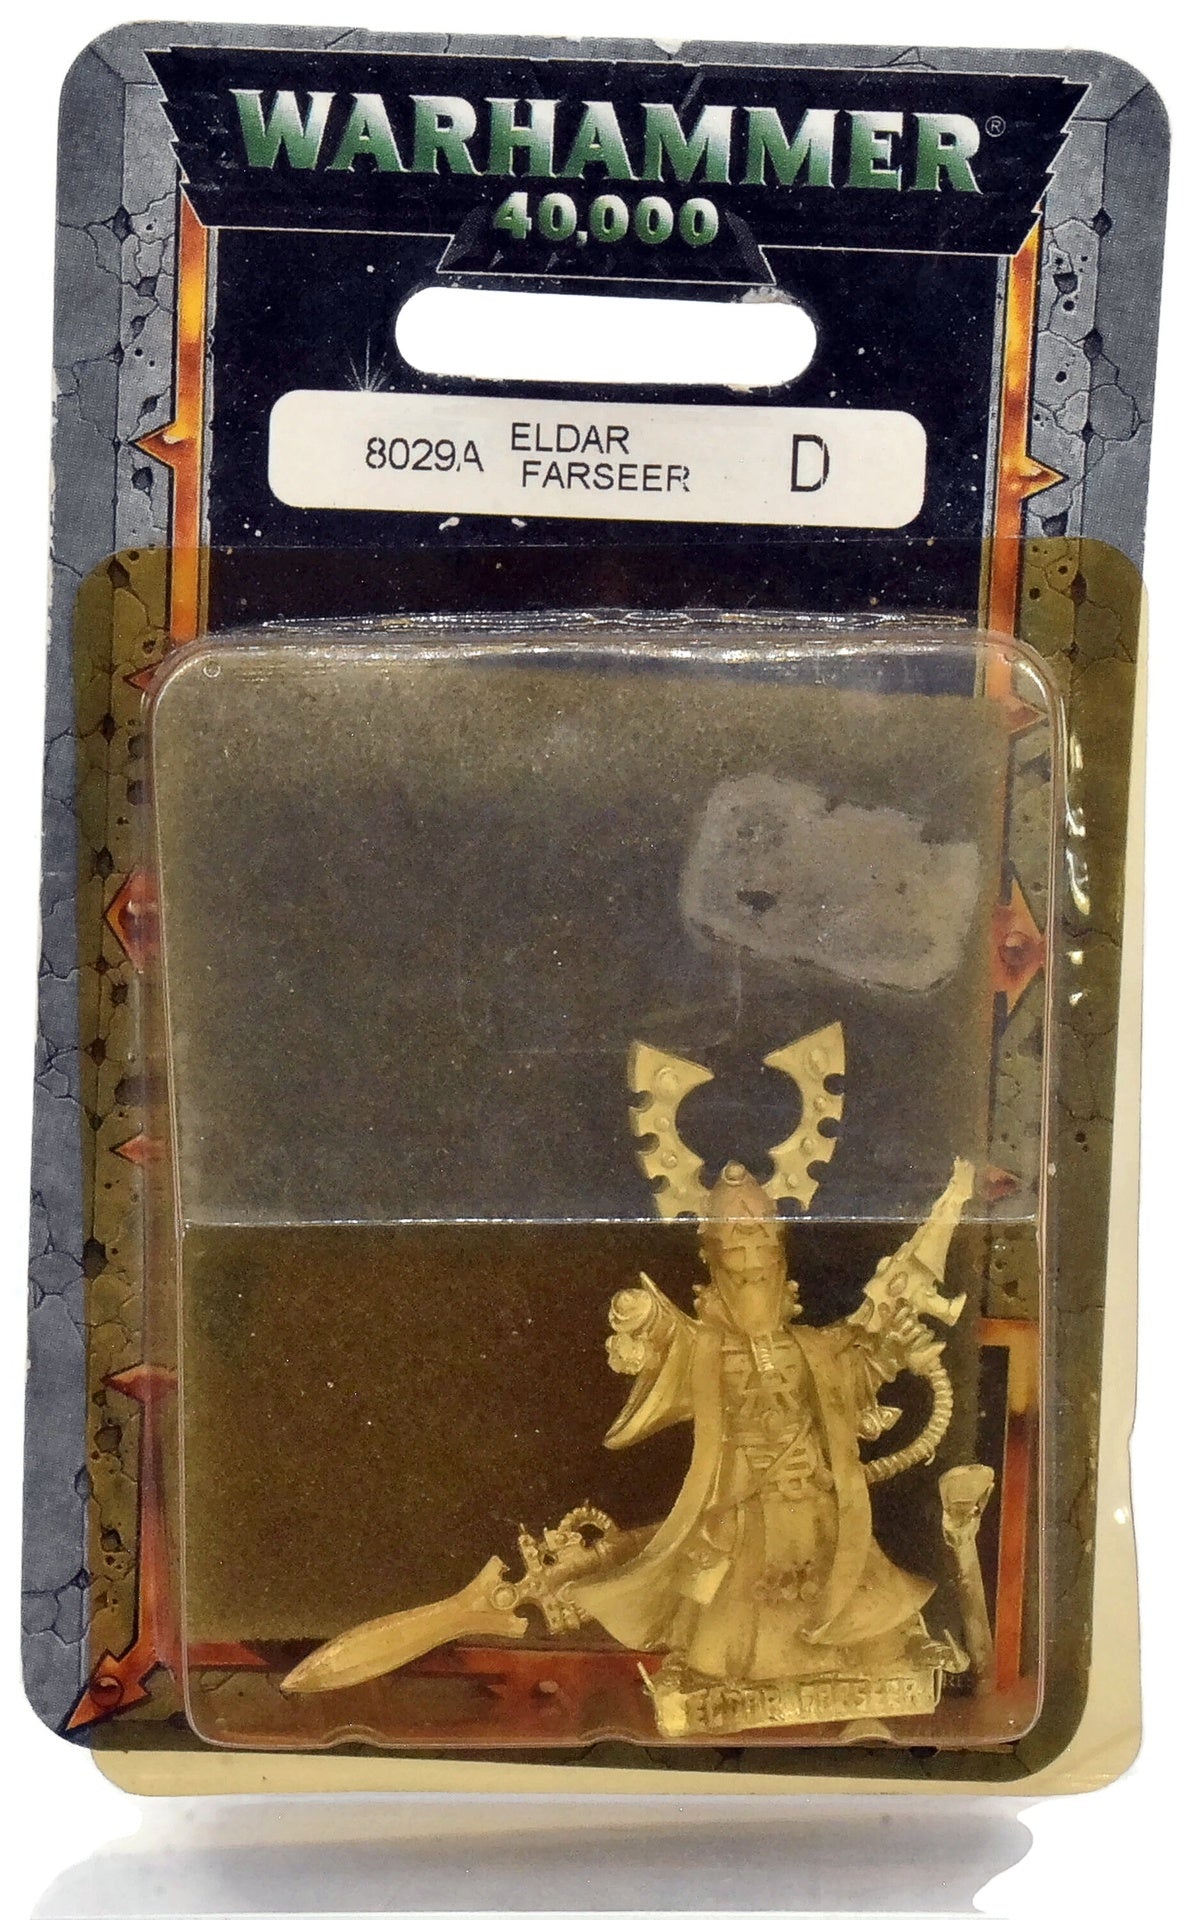 WARHAMMER®
40,000
8029A ELDAR FARSEER D
ELDAR FARSEER